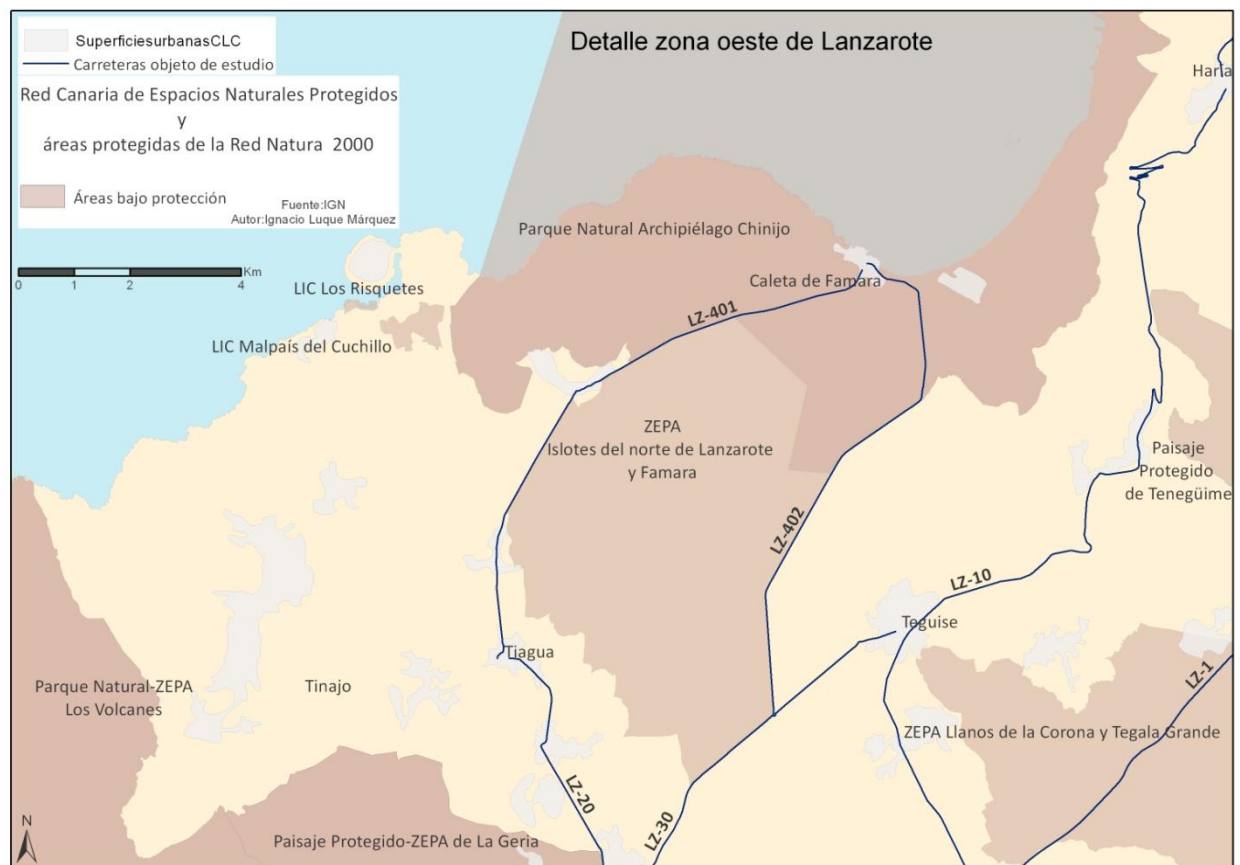 Detalle zona oeste de Lanzarote
SuperficiesurbanasCLC
Carreteras objeto de estudio
Red Canaria de Espacios Naturales Protegidos
y
áreas protegidas de la Red Natura 2000
Áreas bajo protección
Fuente:IGN
Autor:Ignacio Luque Márquez
Km
0 1 2 4
Haría
Parque Natural Archipiélago Chinijo
Caleta de Famara
LIC Los Risquetes
LZ-401
LIC Malpaís del Cuchillo
ZEPA
Islotes del norte de Lanzarote
y Famara
Paisaje
Protegido
de Tenegüime
LZ-402
LZ-10
Teguise
Tiagua
LZ-1
Parque Natural-ZEPA
Los Volcanes
Tinajo
ZEPA Llanos de la Corona y Tegala Grande
LZ-20
LZ-30
Paisaje Protegido-ZEPA de La Geria
N